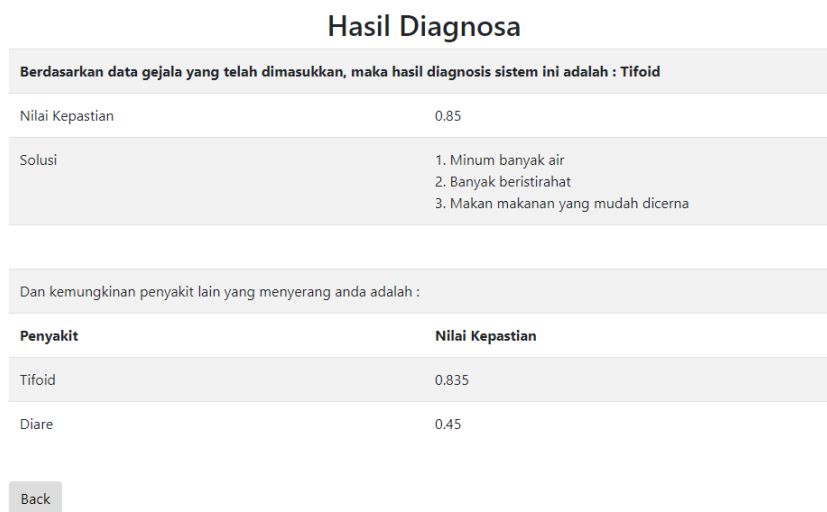 Hasil Diagnosa
Berdasarkan data gejala yang telah dimasukkan, maka hasil diagnosis sistem ini adalah : Tifoid
Nilai Kepastian 0.85
Solusi 1. Minum banyak air
2. Banyak beristirahat
3. Makan makanan yang mudah dicerna
Dan kemungkinan penyakit lain yang menyerang anda adalah :
Penyakit Nilai Kepastian
Tifoid 0.835
Diare 0.45
Back